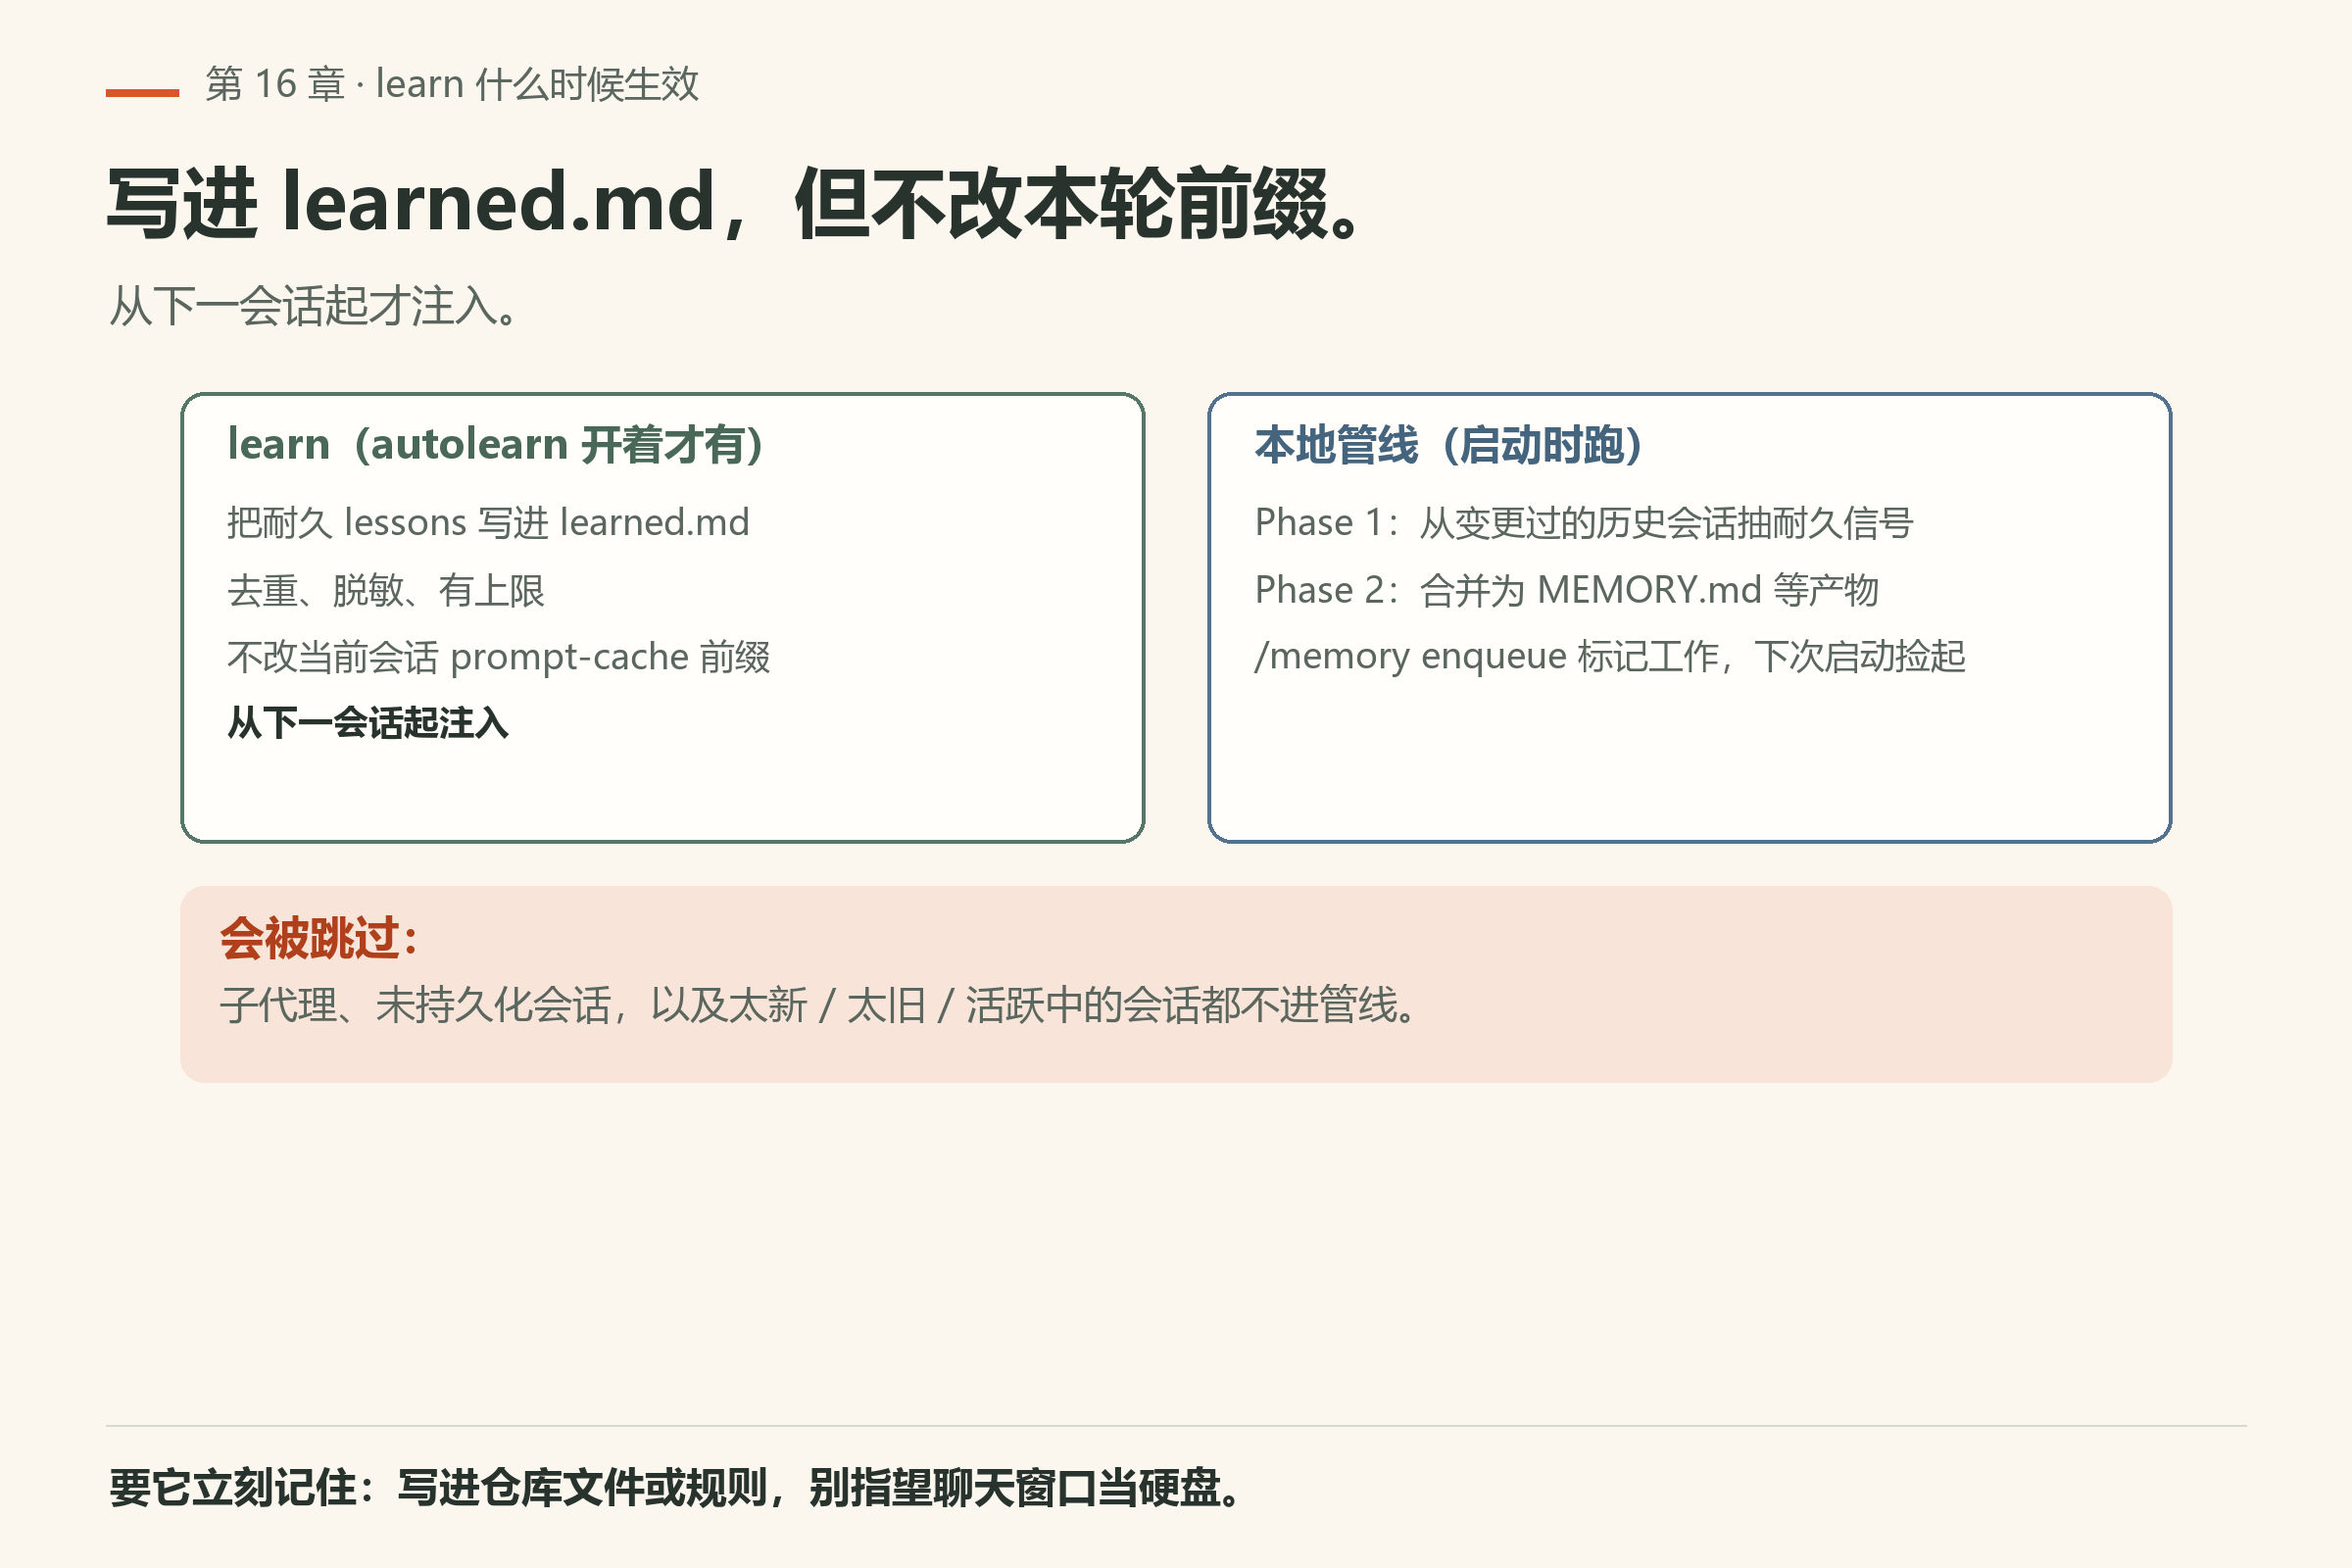 第 16 章 · learn 什么时候生效
写进 learned.md，但不改本轮前缀。
从下一会话起才注入。
learn（autolearn 开着才有）
把耐久 lessons 写进 learned.md
去重、脱敏、有上限
不改当前会话 prompt-cache 前缀
从下一会话起注入
本地管线（启动时跑）
Phase 1：从变更过的历史会话抽耐久信号
Phase 2：合并为 MEMORY.md 等产物
/memory enqueue 标记工作，下次启动捡起
会被跳过：
子代理、未持久化会话，以及太新 / 太旧 / 活跃中的会话都不进管线。
要它立刻记住：写进仓库文件或规则，别指望聊天窗口当硬盘。